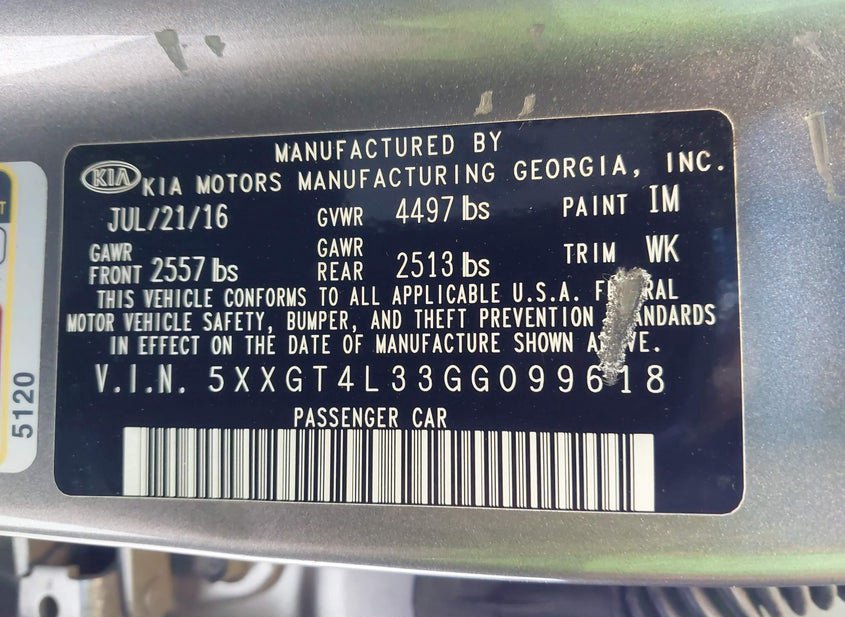 MANUFACTURED BY
KIA KIA MOTORS MANUFACTURING GEORGIA, INC.
JUL/21/16 GVWR 4497 lbs PAINT IM
GAWR FRONT 2557 lbs GAWR REAR 2513 lbs TRIM WK
THIS VEHICLE CONFORMS TO ALL APPLICABLE U.S.A.
MOTOR VEHICLE SAFETY, BUMPER, AND THEFT PREVENTION
IN EFFECT ON THE DATE OF MANUFACTURE SHOWN
V.I.N. 5XXGT4L33GG099618
PASSENGER CAR
5120